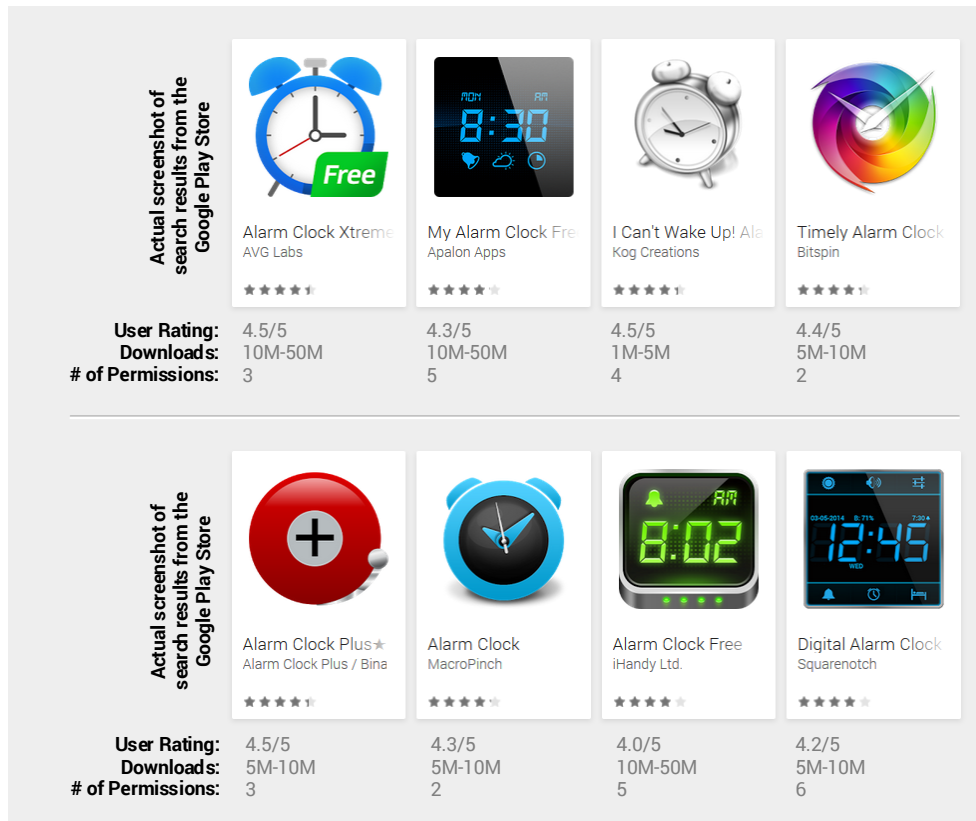 Actual screenshot of
search results from the
Google Play Store
MON AM
8:30
Free
Alarm Clock Xtreme
AVG Labs
My Alarm Clock Fre
Apalon Apps
I Can't Wake Up! Ala
Kog Creations
Timely Alarm Clock
Bitspin
User Rating: 4.5/5 4.3/5 4.5/5 4.4/5
Downloads: 10M-50M 10M-50M 1M-5M 5M-10M
# of Permissions: 3 5 4 2
Actual screenshot of
search results from the
Google Play Store
AM
8:02
03-05-2014 B: 71% 7:30▲
12:45
WED
Alarm Clock Plus★
Alarm Clock Plus / Bina
Alarm Clock
MacroPinch
Alarm Clock Free
iHandy Ltd.
Digital Alarm Clock
Squarenotch
User Rating: 4.5/5 4.3/5 4.0/5 4.2/5
Downloads: 5M-10M 5M-10M 10M-50M 5M-10M
# of Permissions: 3 2 5 6